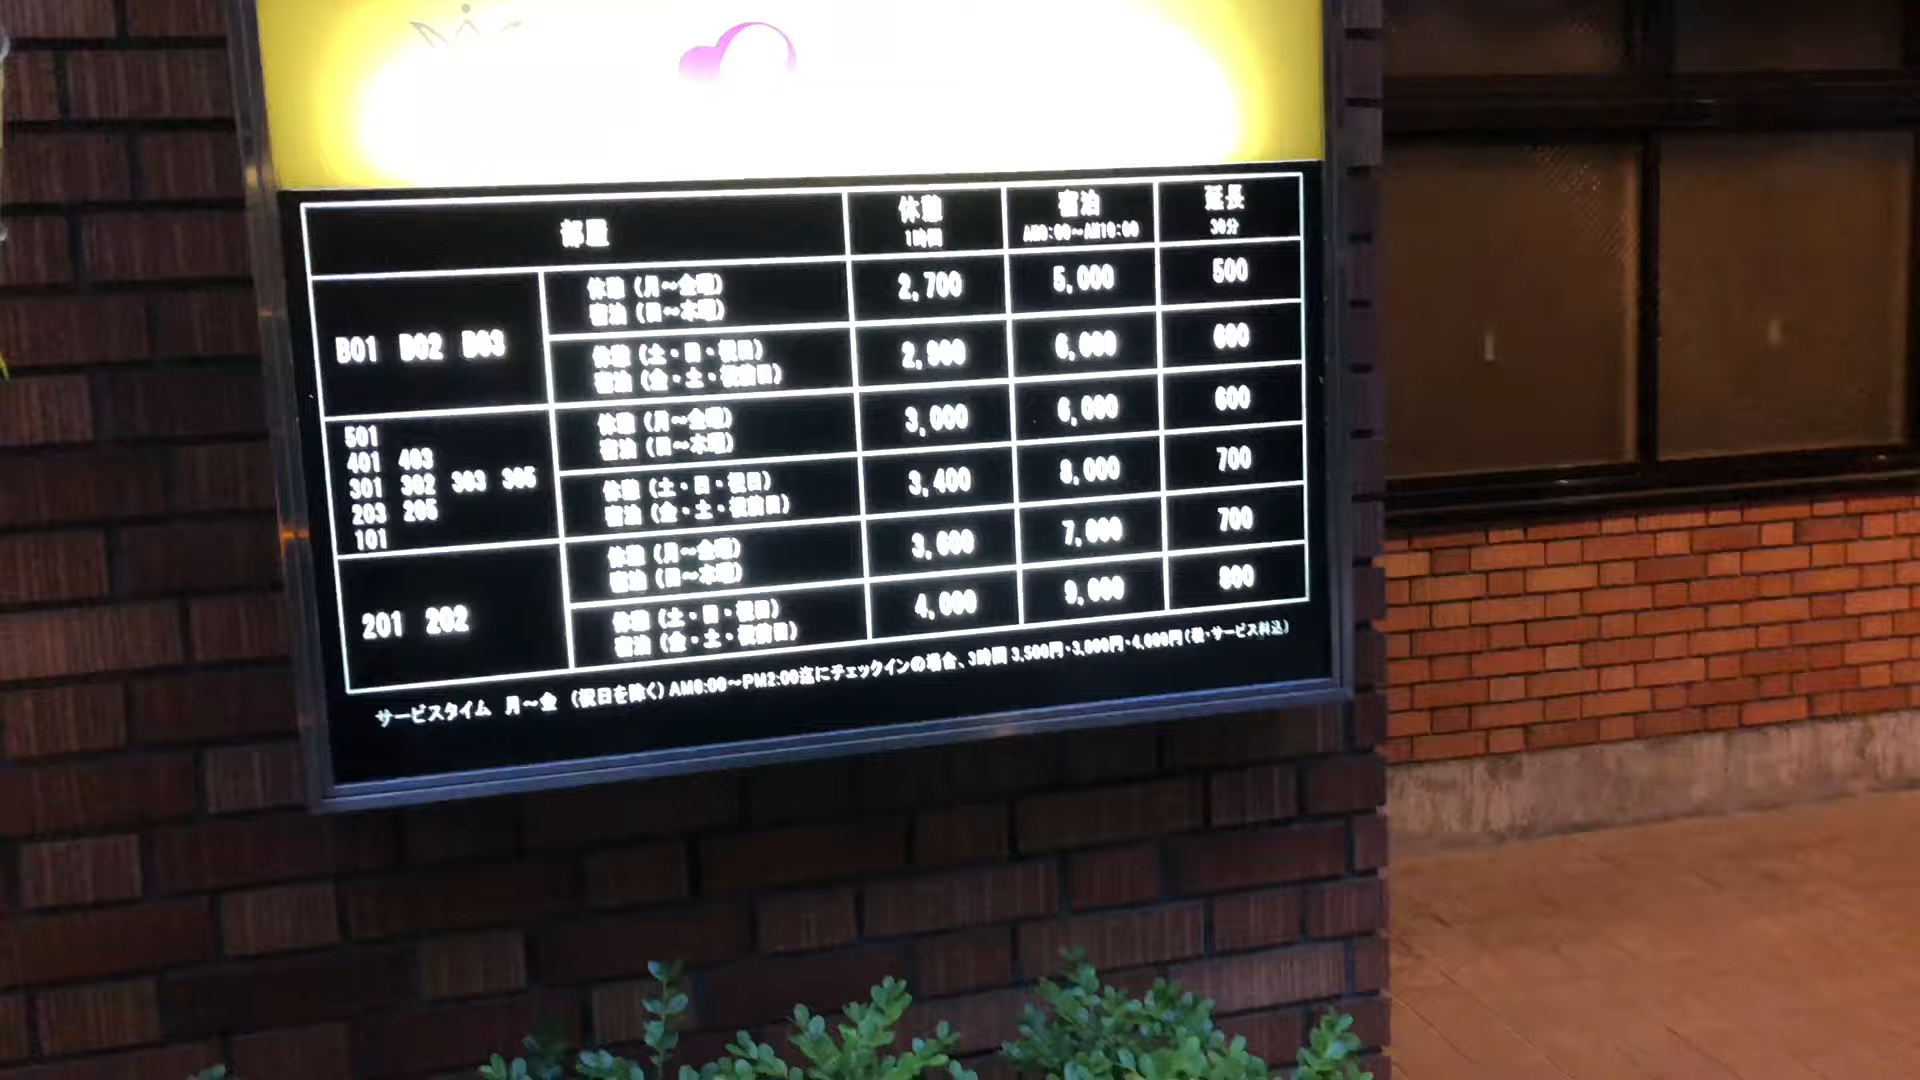 部屋 休憩 宿泊 延長
1時間 AM0:00～AM10:00 30分
休憩（月～金曜） 2,700 5,000 500
宿泊（日～木曜）
B01 B02 B03
休憩（土・日・祝日） 2,900 6,000 600
宿泊（金・土・祝前日）
休憩（月～金曜） 3,000 6,000 600
宿泊（日～木曜）
501
401 403
301 302 303 305
203 205
101
休憩（土・日・祝日） 3,400 8,000 700
宿泊（金・土・祝前日）
休憩（月～金曜） 3,600 7,000 700
宿泊（日～木曜）
201 202
休憩（土・日・祝日） 4,000 9,000 800
宿泊（金・土・祝前日）
サービスタイム 月～金 （祝日を除く）AM6:00～PM2:00迄にチェックインの場合、3時間 3,500円・3,800円・4,000円（税・サービス料込）